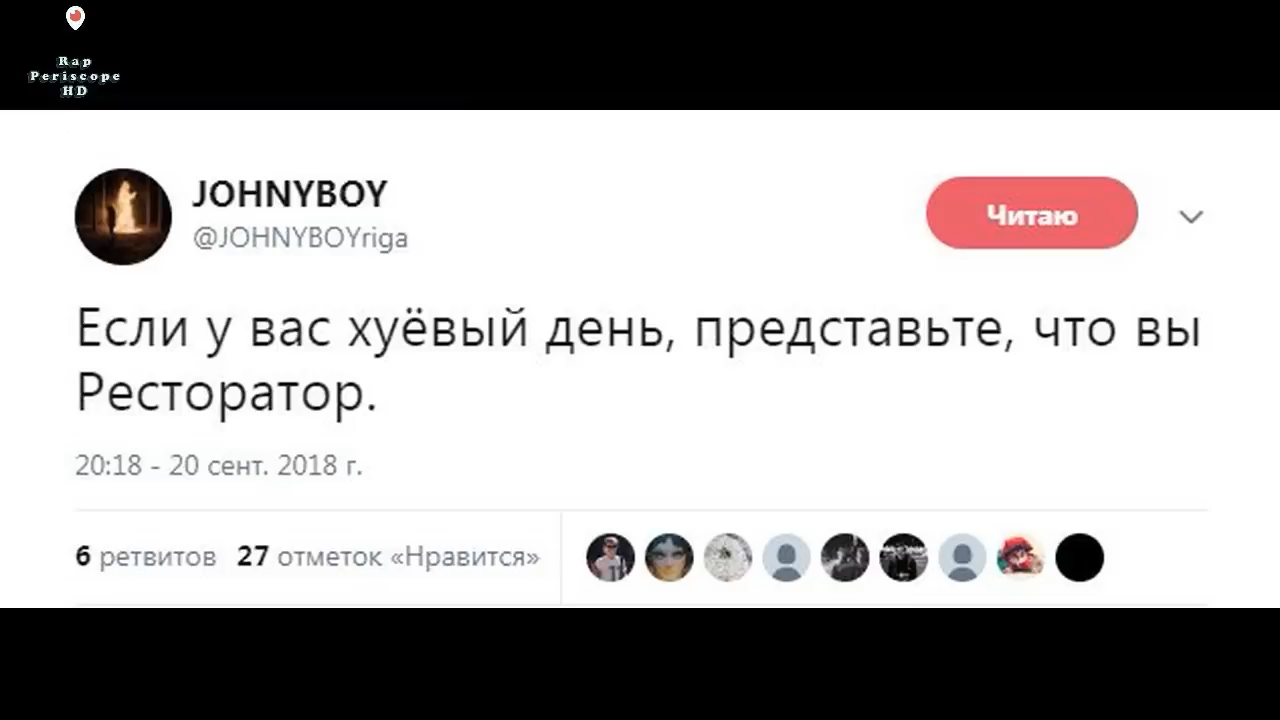 Rap
Periscope
HD
JOHNYBOY
@JOHNYBOYriga
Читаю
Если у вас хуёвый день, представьте, что вы
Ресторатор.
20:18 - 20 сент. 2018 г.
6 ретвитов 27 отметок «Нравится»